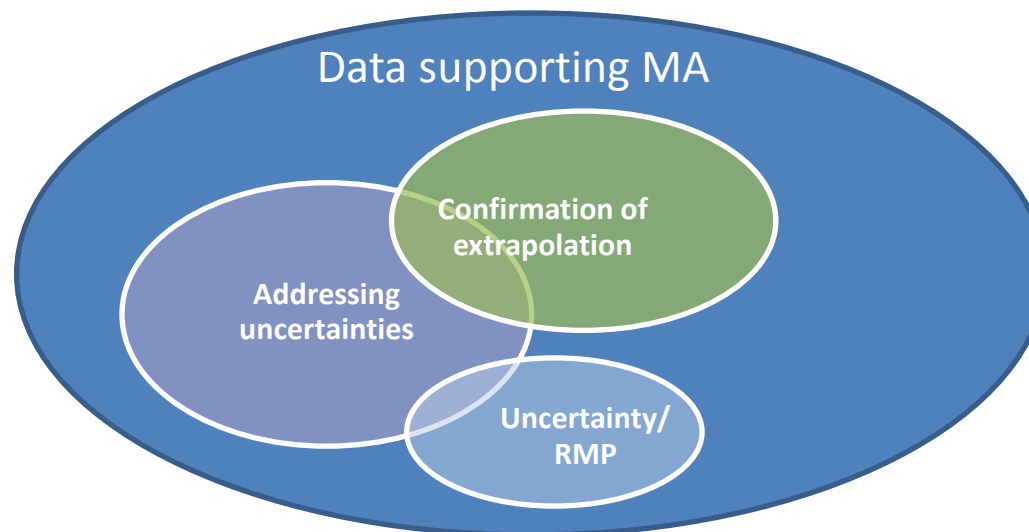 Data supporting MA
Confirmation of
extrapolation
Addressing
uncertainties
Uncertainty/
RMP